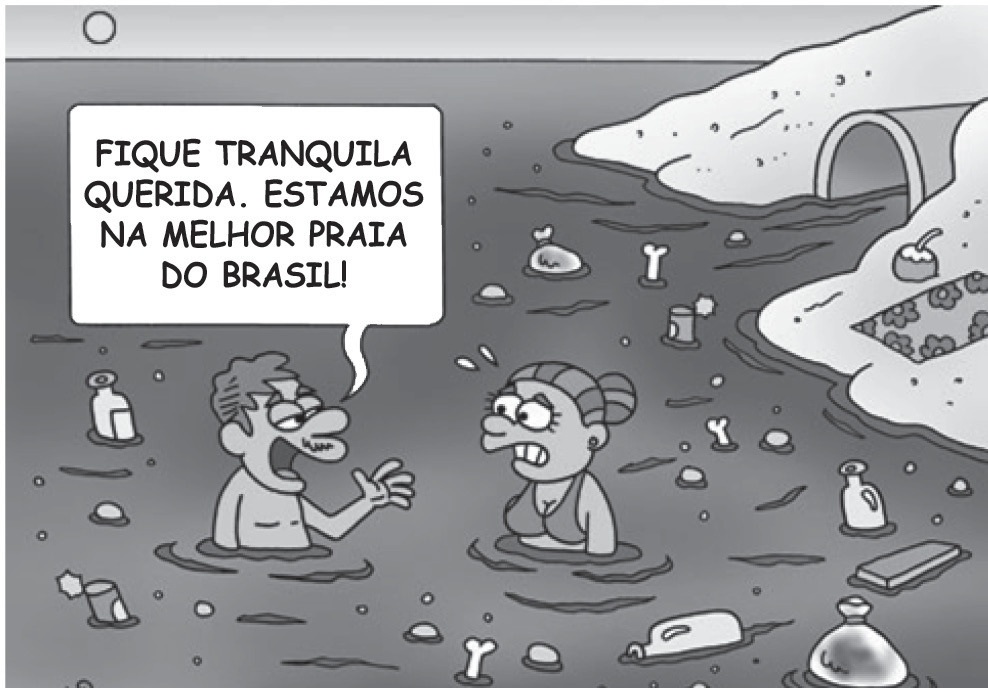 FIQUE TRANQUILA
QUERIDA. ESTAMOS
NA MELHOR PRAIA
DO BRASIL!